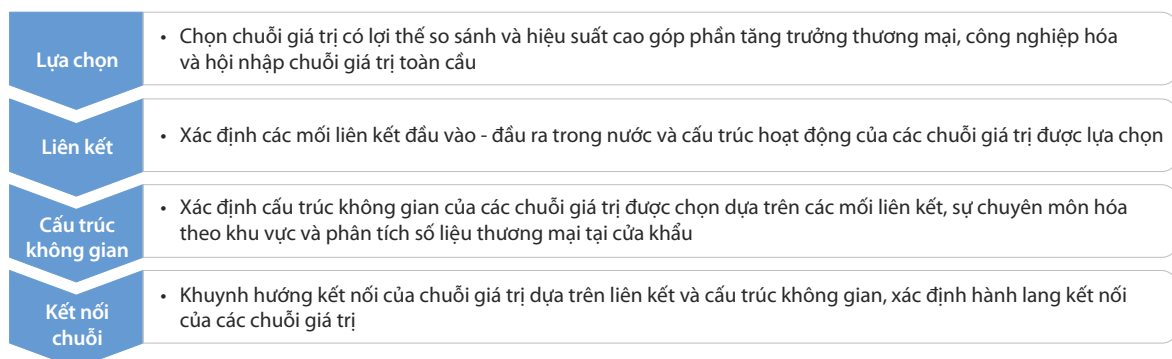 Lựa chọn
• Chọn chuỗi giá trị có lợi thế so sánh và hiệu suất cao góp phần tăng trưởng thương mại, công nghiệp hóa
và hội nhập chuỗi giá trị toàn cầu
Liên kết
• Xác định các mối liên kết đầu vào - đầu ra trong nước và cấu trúc hoạt động của các chuỗi giá trị được lựa chọn
Cấu trúc
không gian
• Xác định cấu trúc không gian của các chuỗi giá trị được chọn dựa trên các mối liên kết, sự chuyên môn hóa
theo khu vực và phân tích số liệu thương mại tại cửa khẩu
Kết nối
chuỗi
• Khuynh hướng kết nối của chuỗi giá trị dựa trên liên kết và cấu trúc không gian, xác định hành lang kết nối
của các chuỗi giá trị